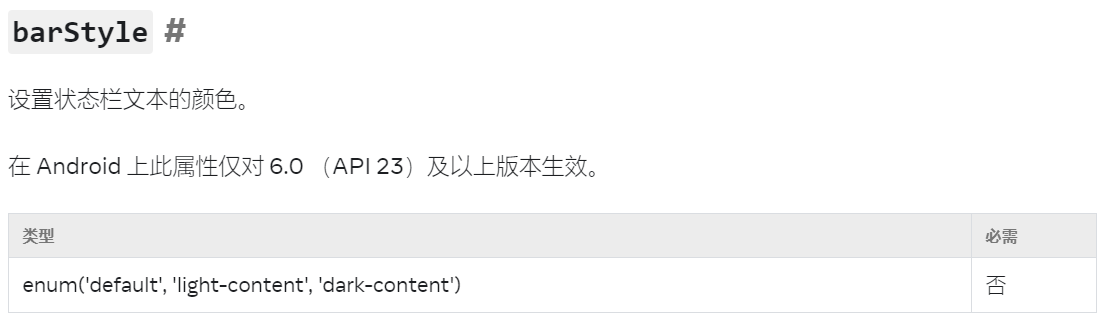 barStyle #
设置状态栏文本的颜色。
在 Android 上此属性仅对 6.0 （API 23）及以上版本生效。
类型 必需
enum('default', 'light-content', 'dark-content') 否